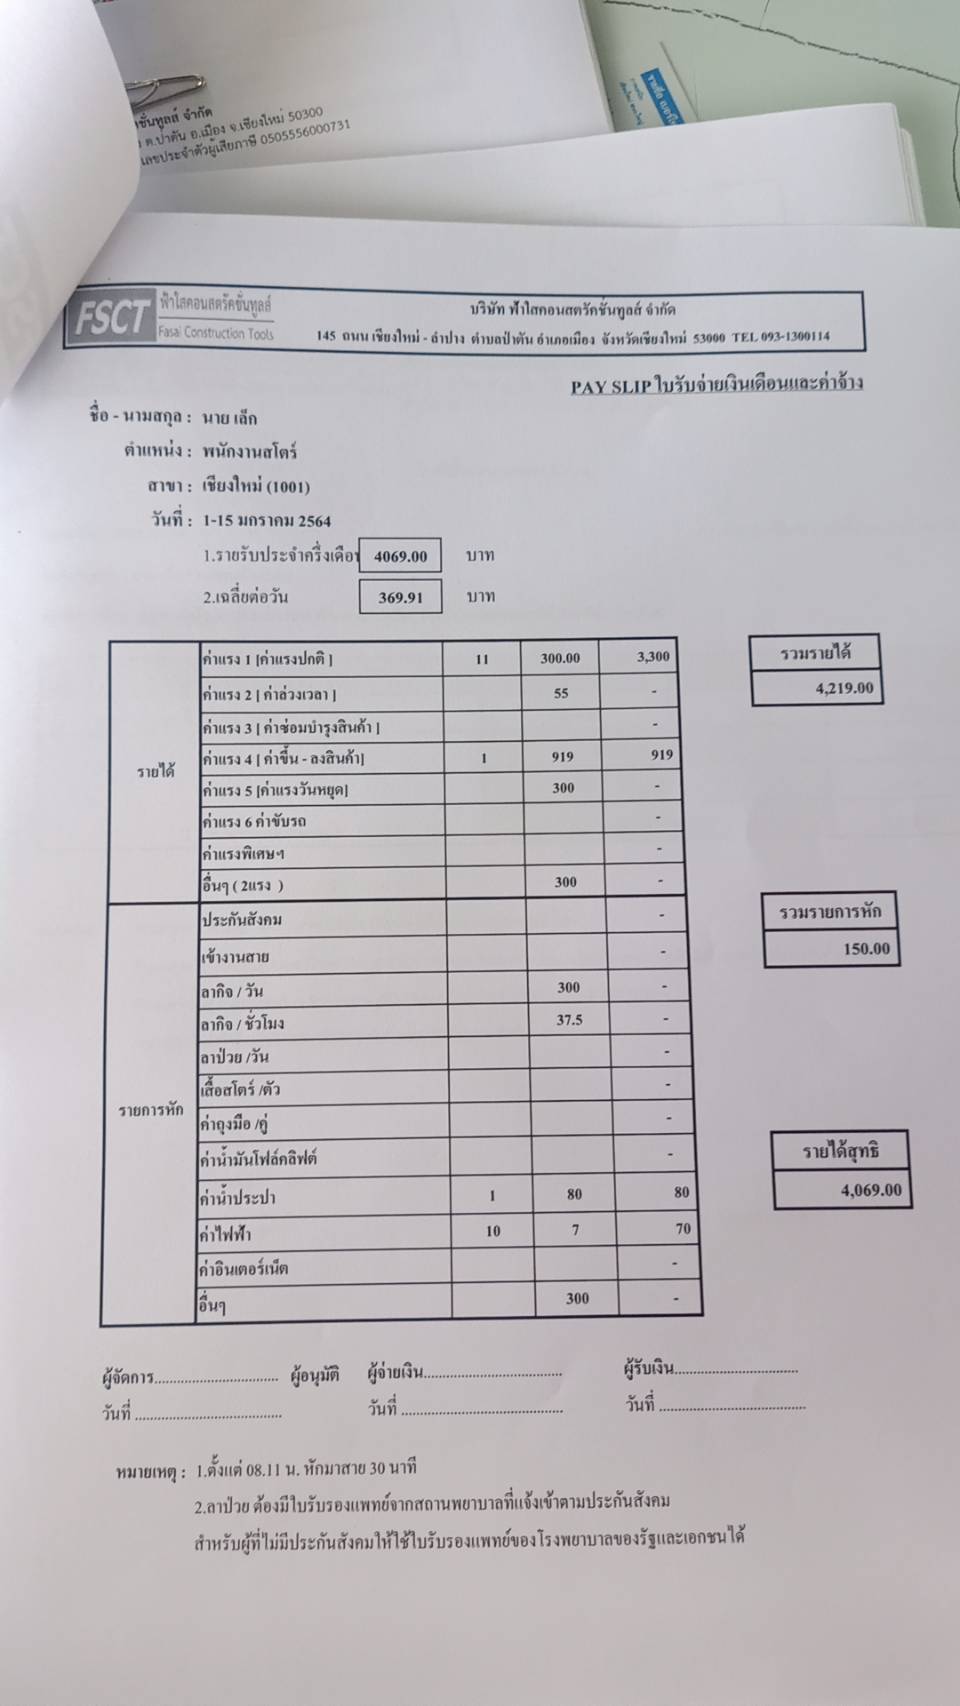 ชั่นทูลส์ จำกัด
ต.ป่าตัน อ.เมือง จ.เชียงใหม่ 50300
เลขประจำตัวผู้เสียภาษี 0505556000731
FSCT ฟ้าใสคอนสตรัคชั่นทูลส์
Fasai Construction Tools
บริษัท ฟ้าใสคอนสตรัคชั่นทูลส์ จำกัด
145 ถนน เชียงใหม่ - ลำปาง ตำบลป่าตัน อำเภอเมือง จังหวัดเชียงใหม่ 53000 TEL 093-1300114
PAY SLIP ใบรับจ่ายเงินเดือนและค่าจ้าง
ชื่อ - นามสกุล : นาย เล็ก
ตำแหน่ง : พนักงานสโตร์
สาขา : เชียงใหม่ (1001)
วันที่ : 1-15 มกราคม 2564
1.รายรับประจำครึ่งเดือ 4069.00 บาท
2.เฉลี่ยต่อวัน 369.91 บาท
รายได้
ค่าแรง 1 [ค่าแรงปกติ ] 11 300.00 3,300
ค่าแรง 2 [ ค่าล่วงเวลา ] 55 -
ค่าแรง 3 [ ค่าซ่อมบำรุงสินค้า ] -
ค่าแรง 4 [ ค่าขึ้น - ลงสินค้า] 1 919 919
ค่าแรง 5 [ค่าแรงวันหยุด] 300 -
ค่าแรง 6 ค่าขับรถ -
ค่าแรงพิเศษฯ -
อื่นๆ ( 2แรง ) 300 -
รวมรายได้
4,219.00
รายการหัก
ประกันสังคม -
เข้างานสาย -
ลากิจ / วัน 300 -
ลากิจ / ชั่วโมง 37.5 -
ลาป่วย /วัน -
เสื้อสโตร์ /ตัว -
ค่าถุงมือ /คู่ -
ค่าน้ำมันโฟล์คลิฟต์ -
ค่าน้ำประปา 1 80 80
ค่าไฟฟ้า 10 7 70
ค่าอินเตอร์เน็ต -
อื่นๆ 300 -
รวมรายการหัก
150.00
รายได้สุทธิ
4,069.00
ผู้จัดการ................................ ผู้อนุมัติ ผู้จ่ายเงิน.................................... ผู้รับเงิน................................
วันที่ ...................................... วันที่ .......................................... วันที่ ......................................
หมายเหตุ : 1.ตั้งแต่ 08.11 น. หักมาสาย 30 นาที
2.ลาป่วย ต้องมีใบรับรองแพทย์จากสถานพยาบาลที่แจ้งเข้าตามประกันสังคม
สำหรับผู้ที่ไม่มีประกันสังคมให้ใช้ใบรับรองแพทย์ของโรงพยาบาลของรัฐและเอกชนได้